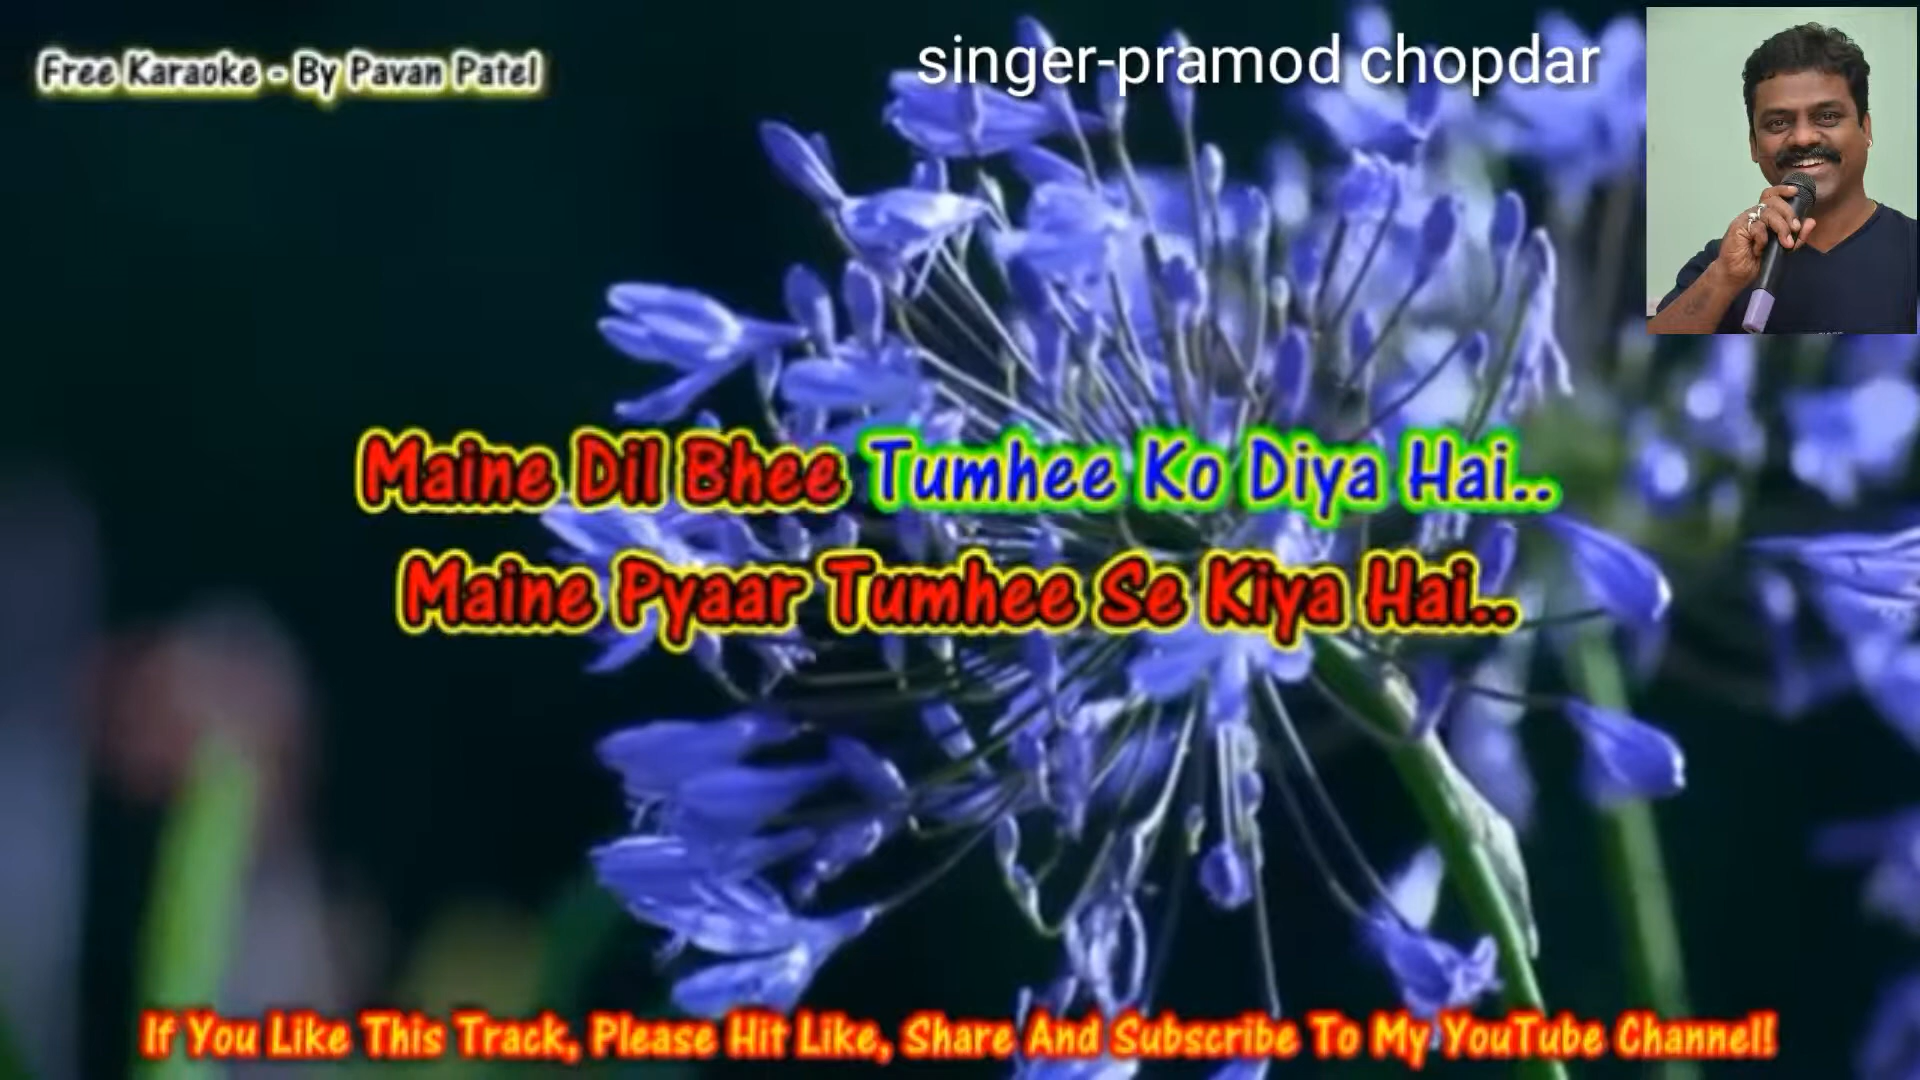 Free Karaoke - By Pavan Patel
singer-pramod chopdar
Maine Dil Bhee Tumhee Ko Diya Hai..
Maine Pyaar Tumhee Se Kiya Hai..
If You Like This Track, Please Hit Like, Share And Subscribe To My YouTube Channel!